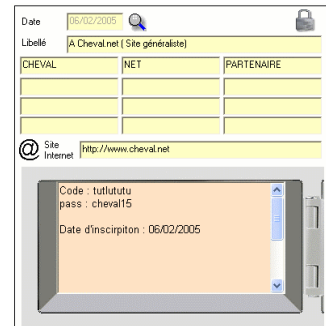 Date 06/02/2005
Libellé A Cheval.net ( Site généraliste)
CHEVAL NET PARTENAIRE
@ Site Internet http://www.cheval.net
Code : tutlututu
pass : cheval15
Date d'inscirpiton : 06/02/2005